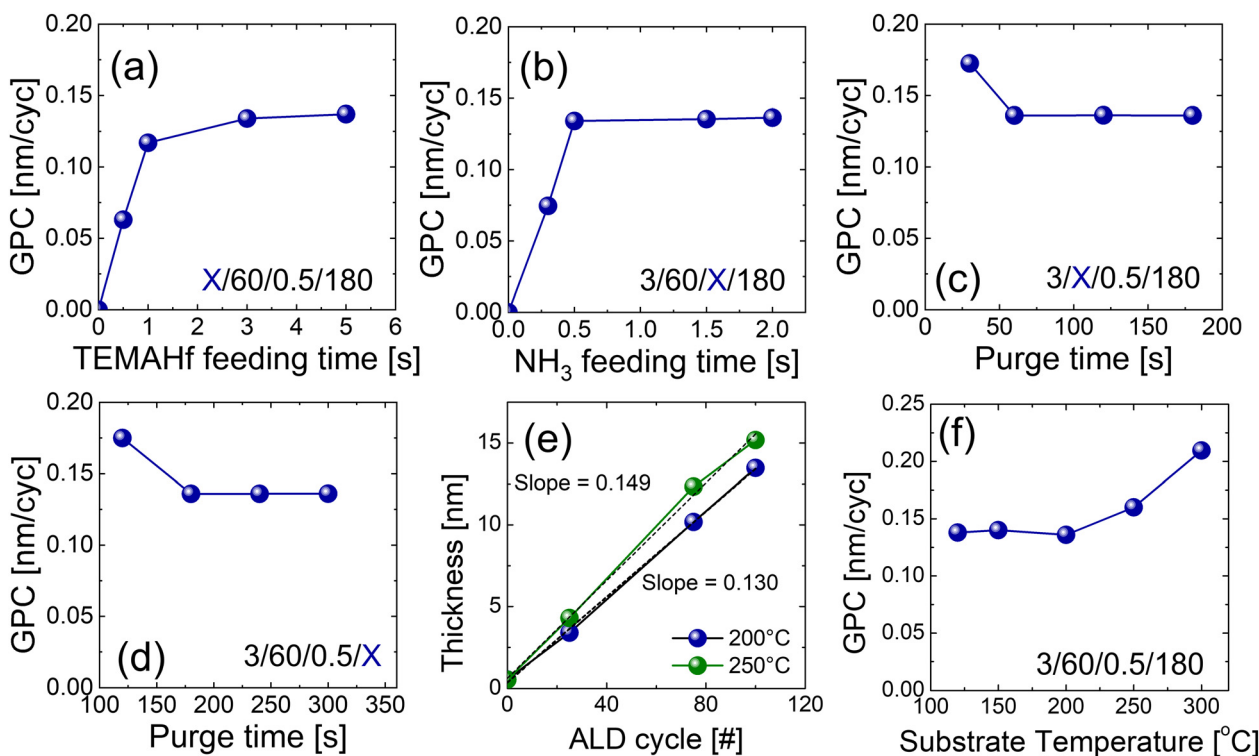 (a)
GPC [nm/cyc]
0.20
0.15
0.10
0.05
0.00
X/60/0.5/180
0 1 2 3 4 5 6
TEMAHf feeding time [s]
(b)
GPC [nm/cyc]
0.20
0.15
0.10
0.05
0.00
3/60/X/180
0.0 0.5 1.0 1.5 2.0
NH₃ feeding time [s]
(c)
GPC [nm/cyc]
0.20
0.15
0.10
0.05
0.00
3/X/0.5/180
0 50 100 150 200
Purge time [s]
(d)
GPC [nm/cyc]
0.20
0.15
0.10
0.05
0.00
3/60/0.5/X
100 150 200 250 300 350
Purge time [s]
(e)
Thickness [nm]
15
10
5
0
Slope = 0.149
Slope = 0.130
200°C
250°C
0 40 80 120
ALD cycle [#]
(f)
GPC [nm/cyc]
0.25
0.20
0.15
0.10
0.05
0.00
3/60/0.5/180
100 150 200 250 300
Substrate Temperature [°C]